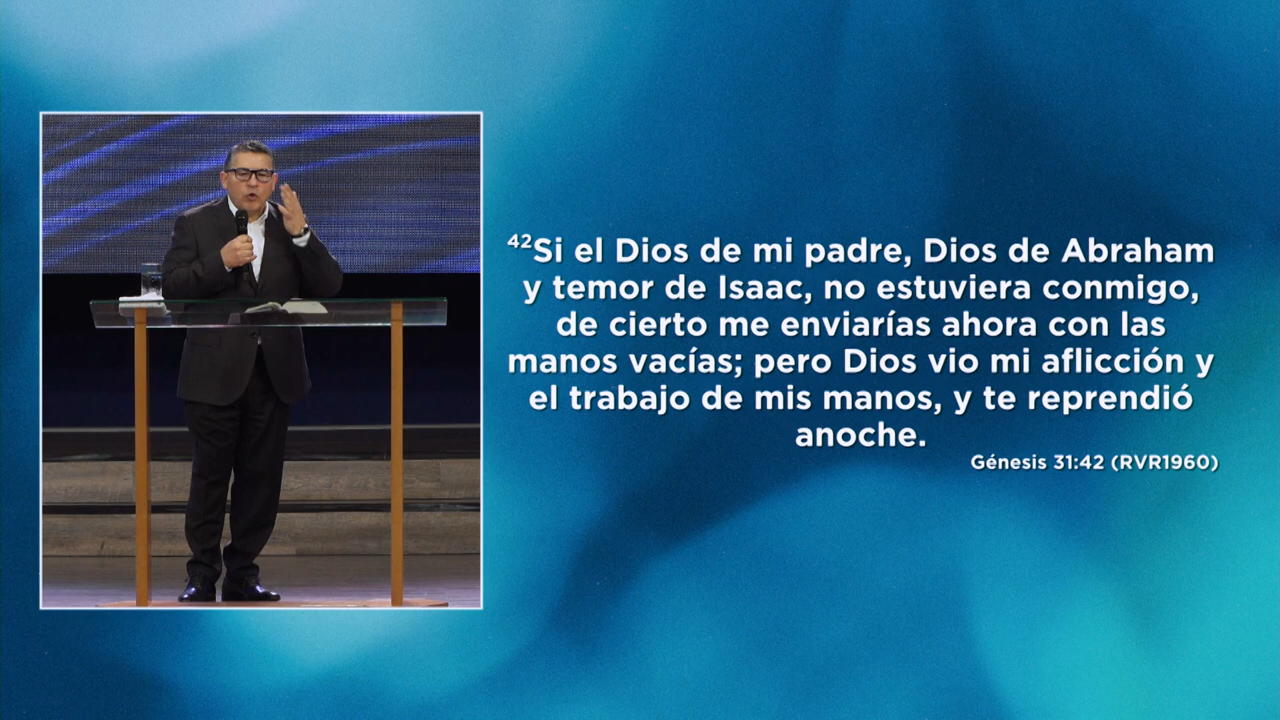 ⁴²Si el Dios de mi padre, Dios de Abraham
y temor de Isaac, no estuviera conmigo,
de cierto me enviarías ahora con las
manos vacías; pero Dios vio mi aflicción y
el trabajo de mis manos, y te reprendió
anoche.
Génesis 31:42 (RVR1960)